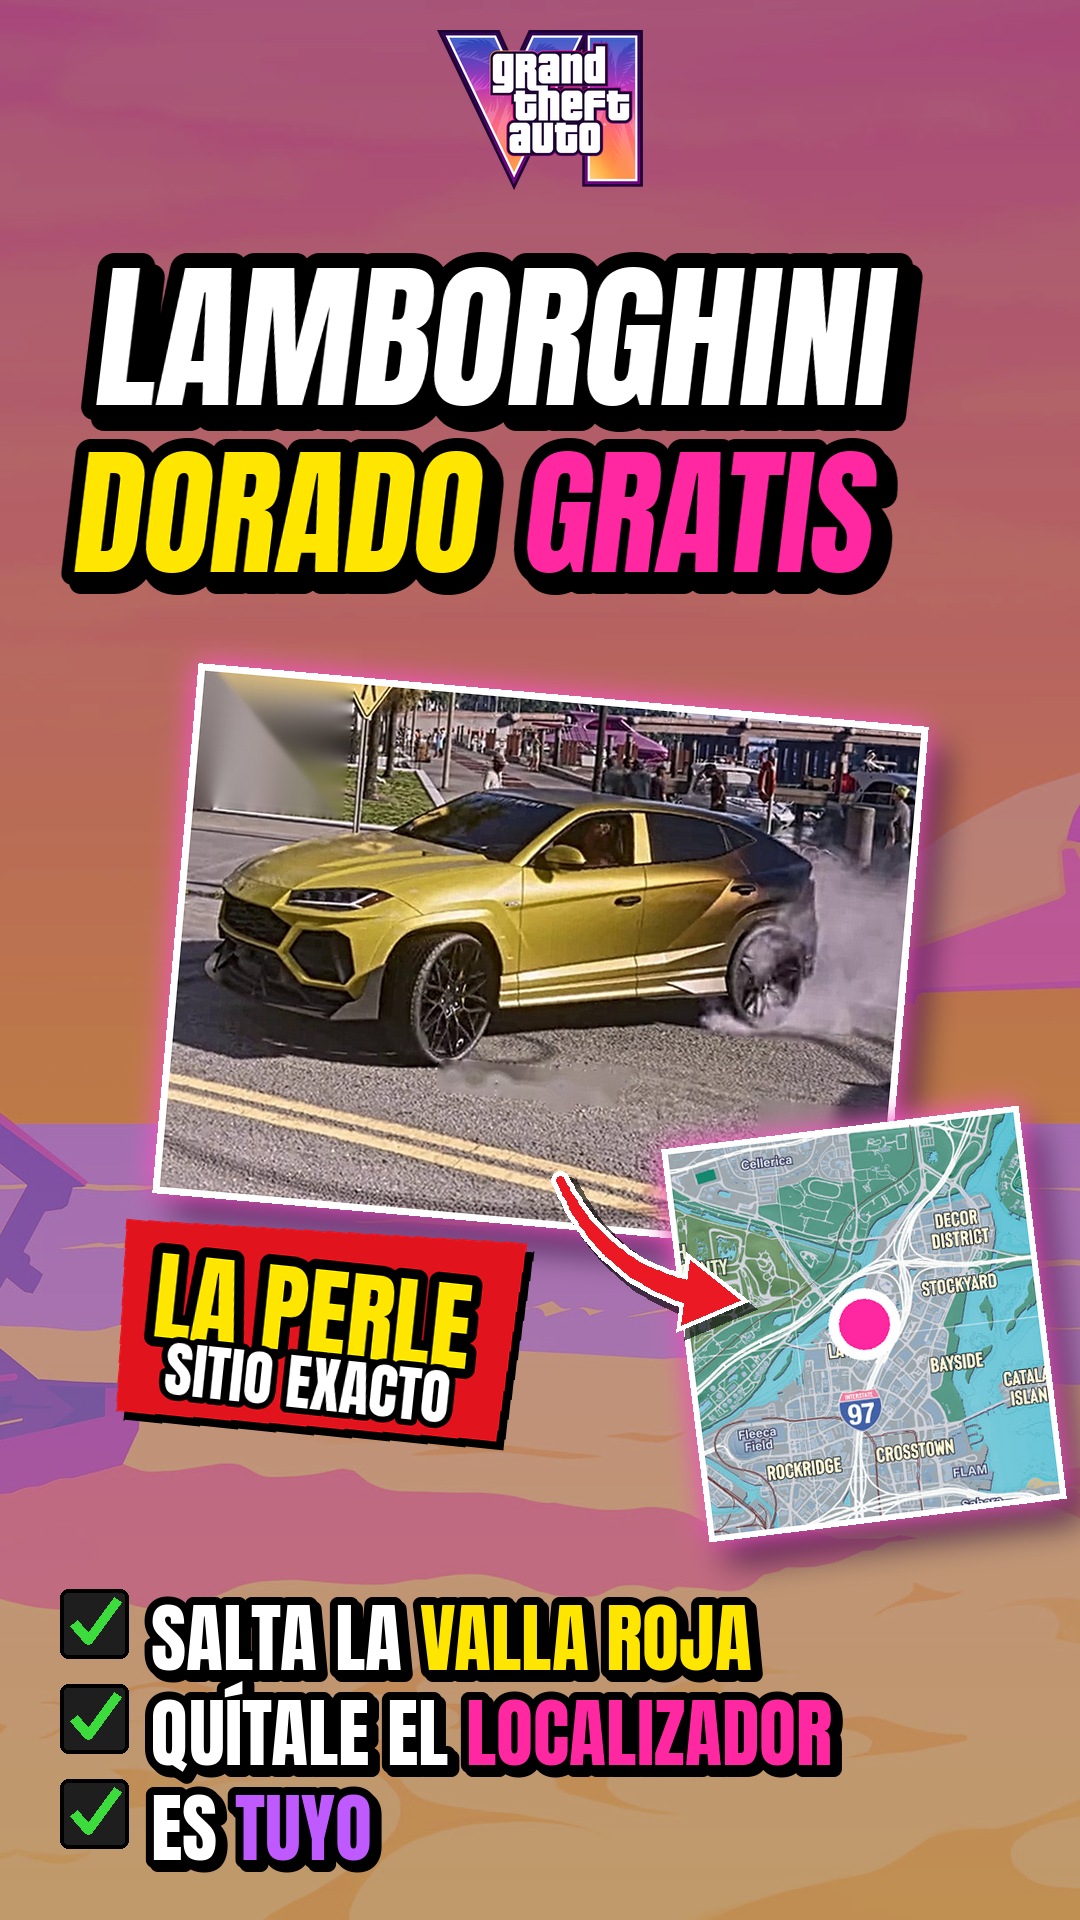 VI
grand
theft
auto
LAMBORGHINI
DORADO GRATIS
Cellerica
DECOR
DISTRICT
STOCKYARD
BAYSIDE
INTERSTATE
97
Fleeca
Field
ROCKRIDGE
CROSSTOWN
FLAM
LA PERLE
SITIO EXACTO
SALTA LA VALLA ROJA
QUÍTALE EL LOCALIZADOR
ES TUYO